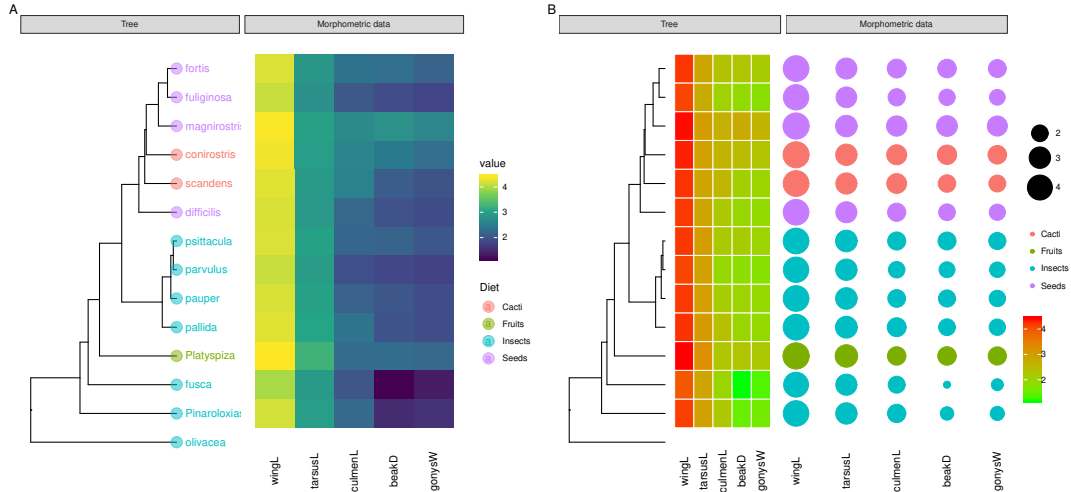 A
Tree
Morphometric data
fortis
fuliginosa
magnirostris
conirostris
scandens
difficilis
psittacula
parvulus
pauper
pallida
Platyspiza
fusca
Pinaroloxias
olivacea
wingL
tarsusL
culmenL
beakD
gonysW
value
4
3
2
Diet
a Cacti
a Fruits
a Insects
a Seeds
B
Tree
Morphometric data
wingL
tarsusL
culmenL
beakD
gonysW
wingL
tarsusL
culmenL
beakD
gonysW
2
3
4
Cacti
Fruits
Insects
Seeds
4
3
2